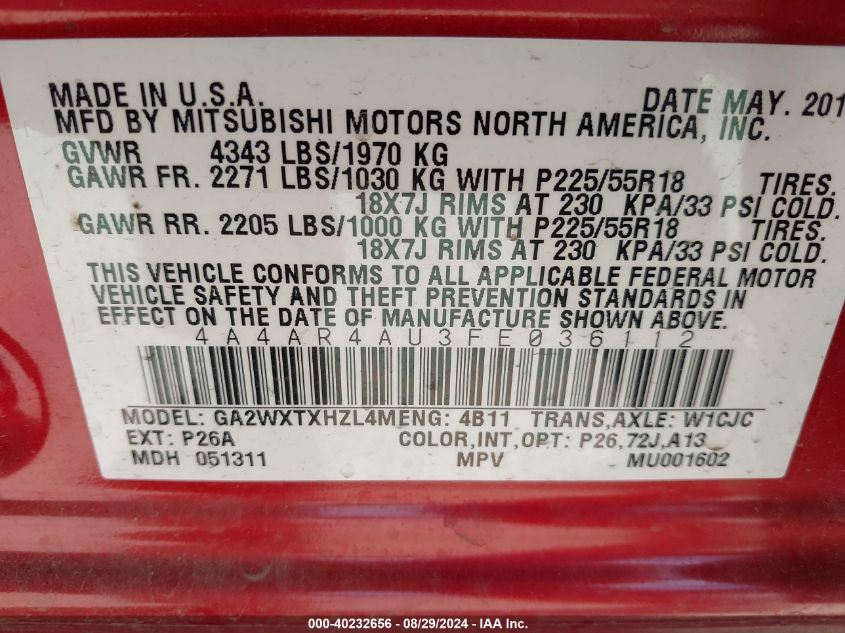 MADE IN U.S.A. DATE MAY. 201
MFD BY MITSUBISHI MOTORS NORTH AMERICA, INC.
GVWR 4343 LBS/1970 KG
GAWR FR. 2271 LBS/1030 KG WITH P225/55R18 TIRES.
18X7J RIMS AT 230 KPA/33 PSI COLD.
GAWR RR. 2205 LBS/1000 KG WITH P225/55R18 TIRES.
18X7J RIMS AT 230 KPA/33 PSI COLD.
THIS VEHICLE CONFORMS TO ALL APPLICABLE FEDERAL MOTOR
VEHICLE SAFETY AND THEFT PREVENTION STANDARDS IN
EFFECT ON THE DATE OF MANUFACTURE SHOWN ABOVE.
4A4AR4AU3FE036112
MODEL: GA2WXTXHZL4MENG: 4B11 TRANS,AXLE: W1CJC
EXT: P26A COLOR,INT,OPT: P26,72J,A13
MDH 051311 MPV MU001602
000-40232656 - 08/29/2024 - IAA Inc.